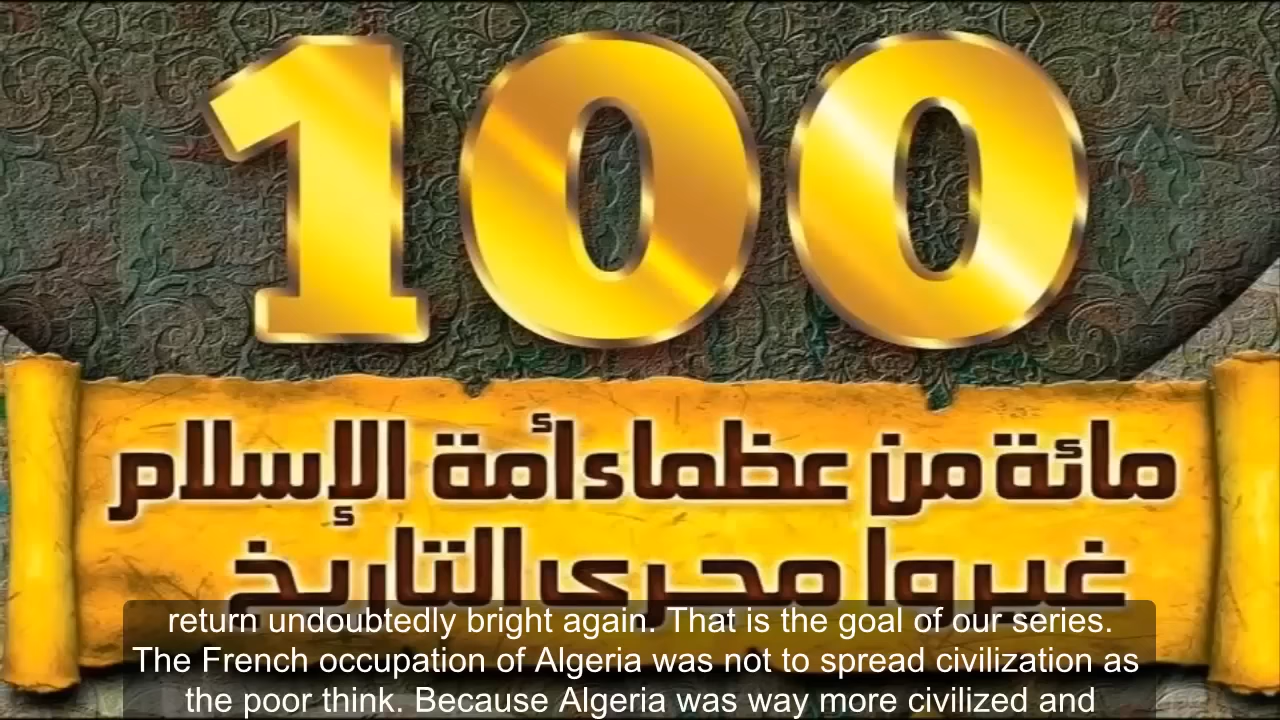 100
مائة من عظماء أمة الإسلام
غيروا مجرى التاريخ
return undoubtedly bright again. That is the goal of our series.
The French occupation of Algeria was not to spread civilization as
the poor think. Because Algeria was way more civilized and